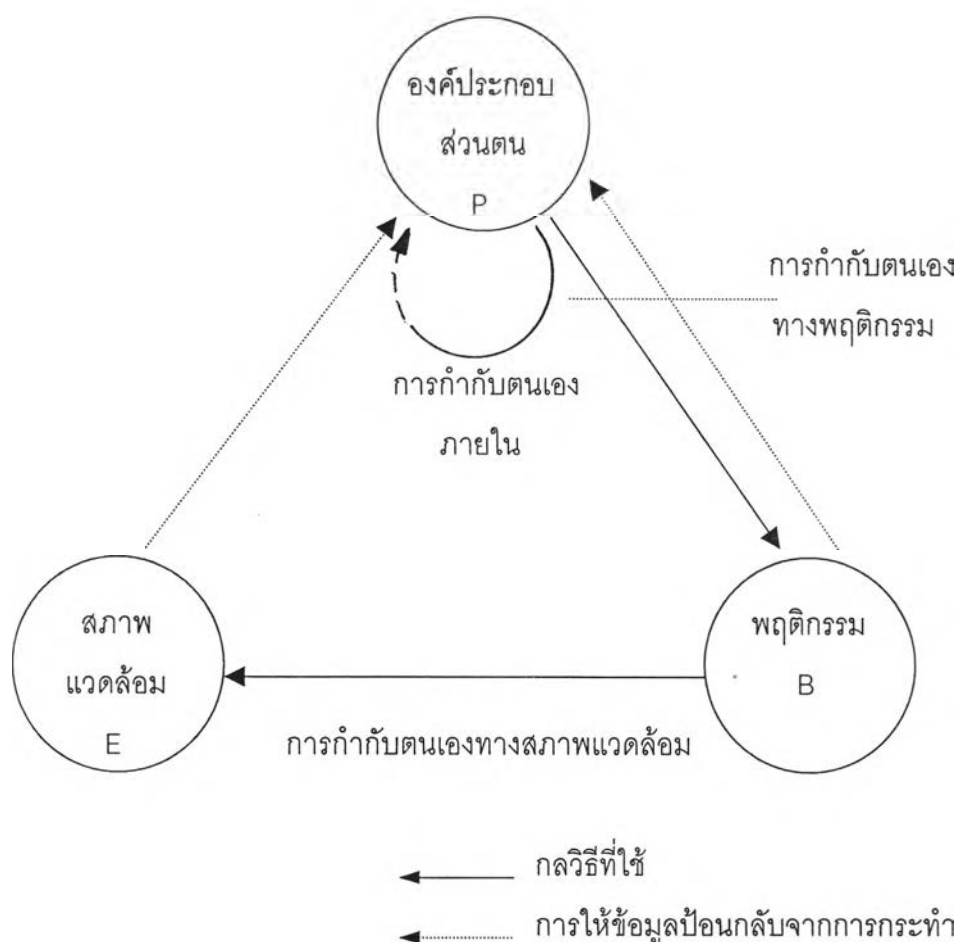 องค์ประกอบ
ส่วนตน
P
การกำกับตนเอง
ทางพฤติกรรม
การกำกับตนเอง
ภายใน
สภาพ
แวดล้อม
E
พฤติกรรม
B
การกำกับตนเองทางสภาพแวดล้อม
กลวิธีที่ใช้
การให้ข้อมูลป้อนกลับจากการกระทำ